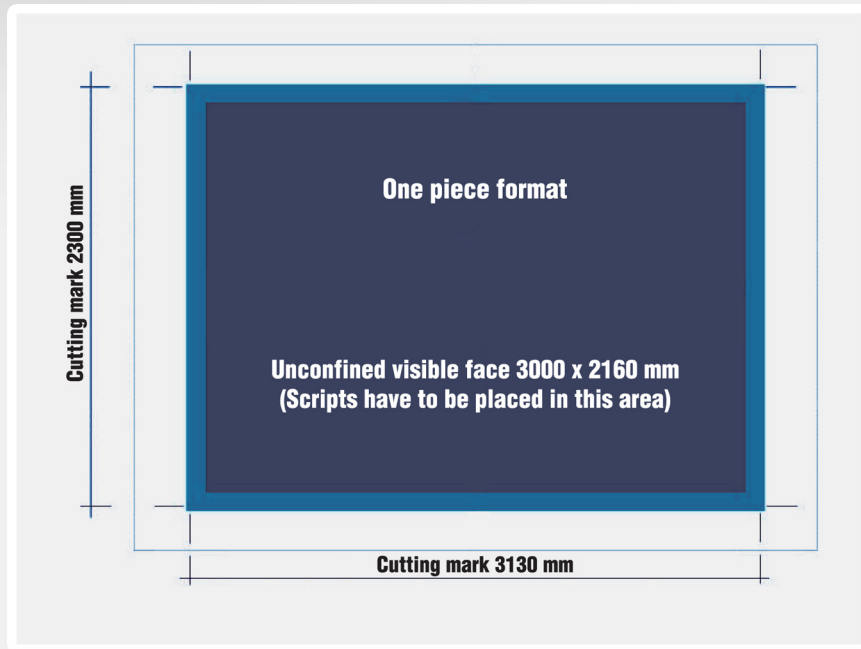 One piece format
Cutting mark 2300 mm
Unconfined visible face 3000 x 2160 mm
(Scripts have to be placed in this area)
Cutting mark 3130 mm